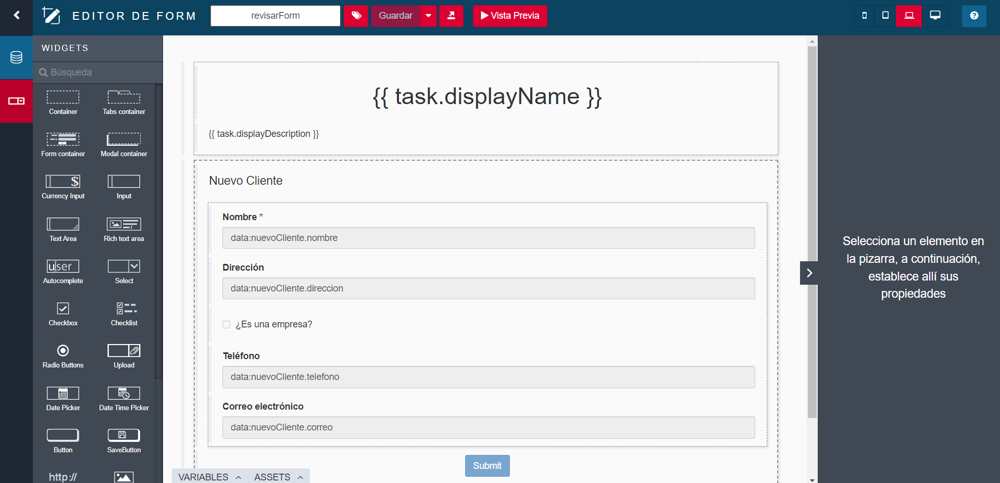 EDITOR DE FORM
revisarForm
Guardar
Vista Previa
WIDGETS
Búsqueda
Container
Tabs container
Form container
Modal container
$
Currency Input
Input
Text Area
Rich text area
user
Autocomplete
Select
Checkbox
Checklist
Radio Buttons
Upload
Date Picker
Date Time Picker
Button
SaveButton
http://
{{ task.displayName }}
{{ task.displayDescription }}
Nuevo Cliente
Nombre *
data:nuevoCliente.nombre
Dirección
data:nuevoCliente.direccion
¿Es una empresa?
Teléfono
data:nuevoCliente.telefono
Correo electrónico
data:nuevoCliente.correo
Submit
VARIABLES
ASSETS
Selecciona un elemento en
la pizarra, a continuación,
establece allí sus
propiedades